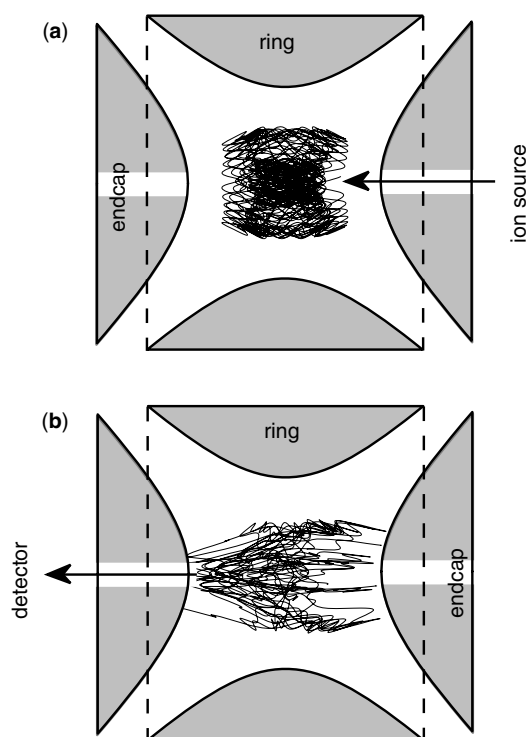 (a)
ring
endcap
ion source
(b)
ring
detector
endcap